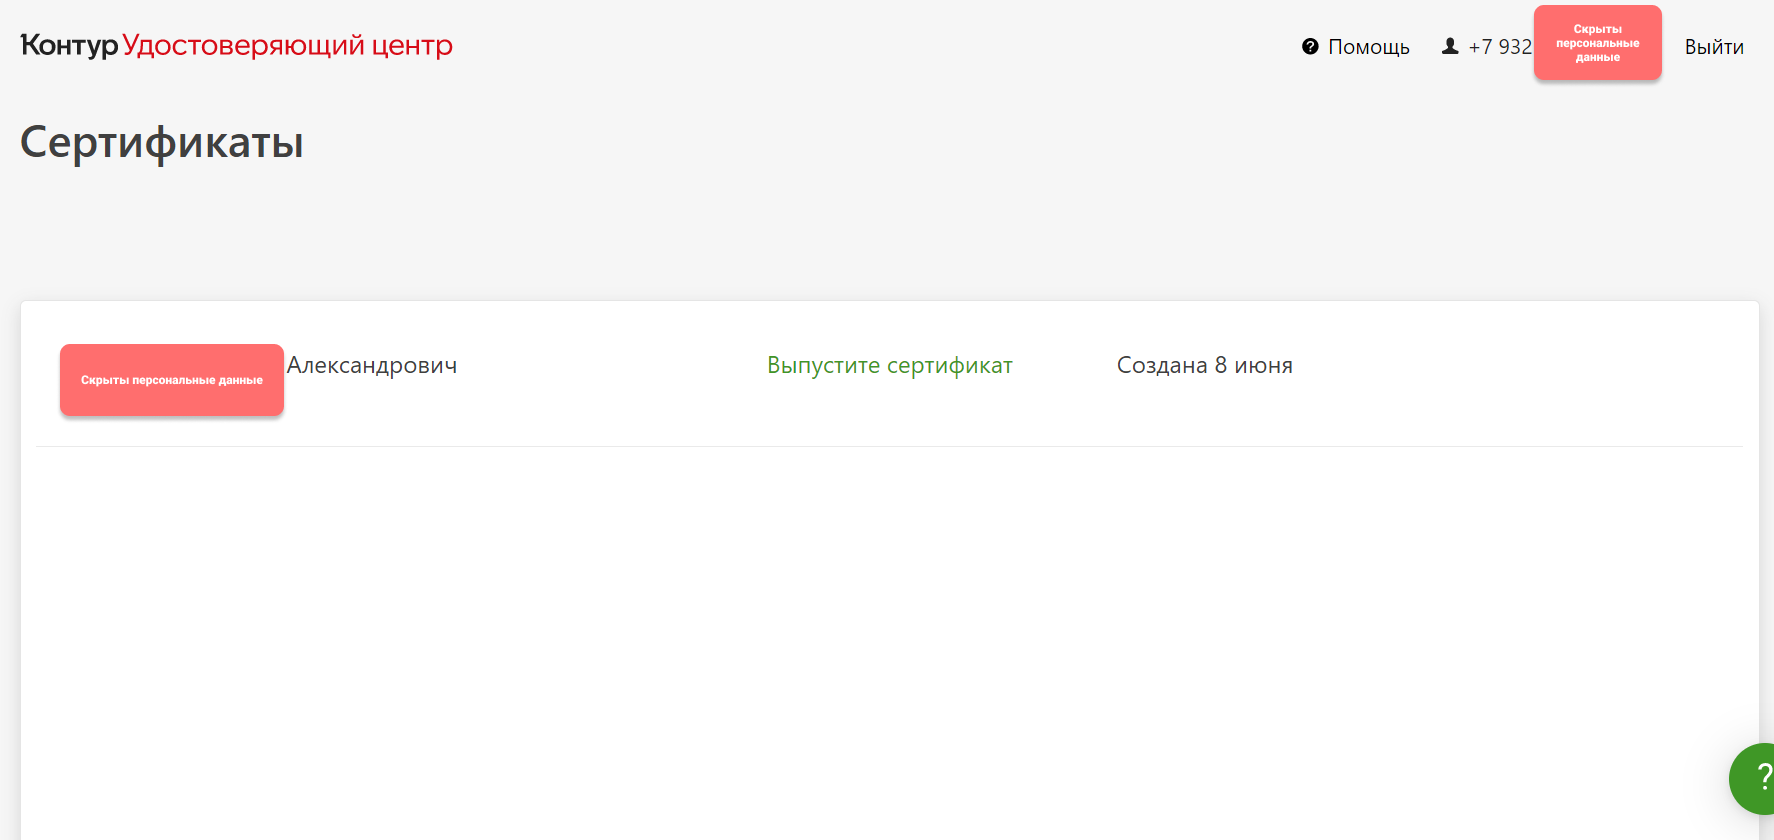 Контур Удостоверяющий центр
Помощь
+7 932
Скрыты персональные данные
Выйти
Сертификаты
Скрыты персональные данные
Александрович
Выпустите сертификат
Создана 8 июня
?